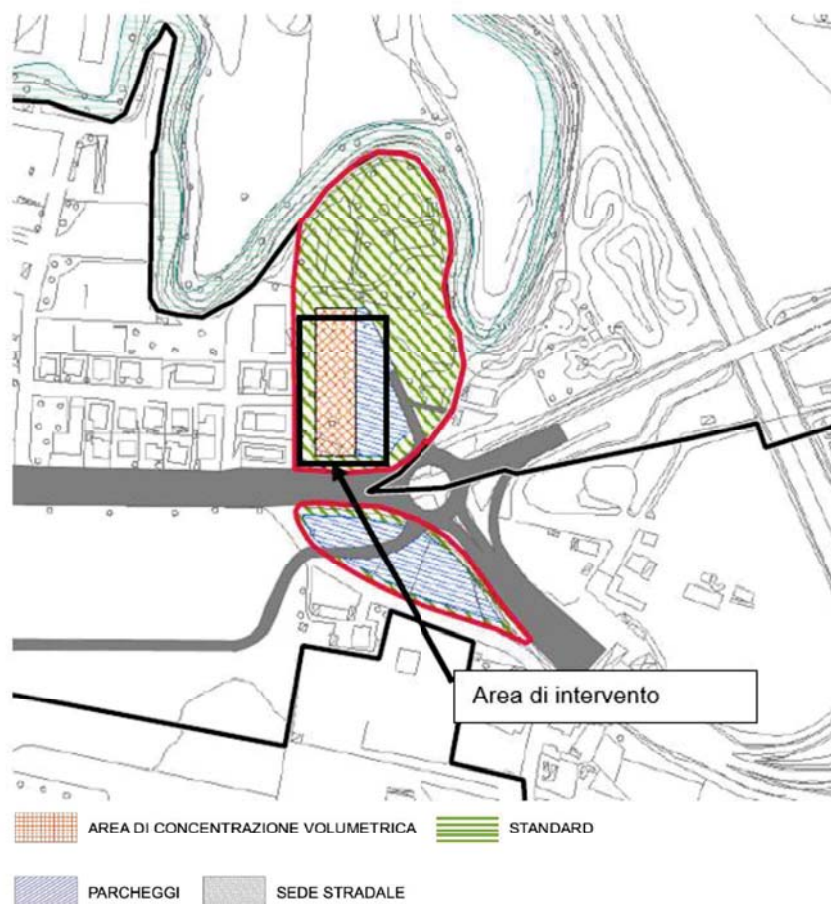 Area di intervento
AREA DI CONCENTRAZIONE VOLUMETRICA STANDARD
PARCHEGGI SEDE STRADALE